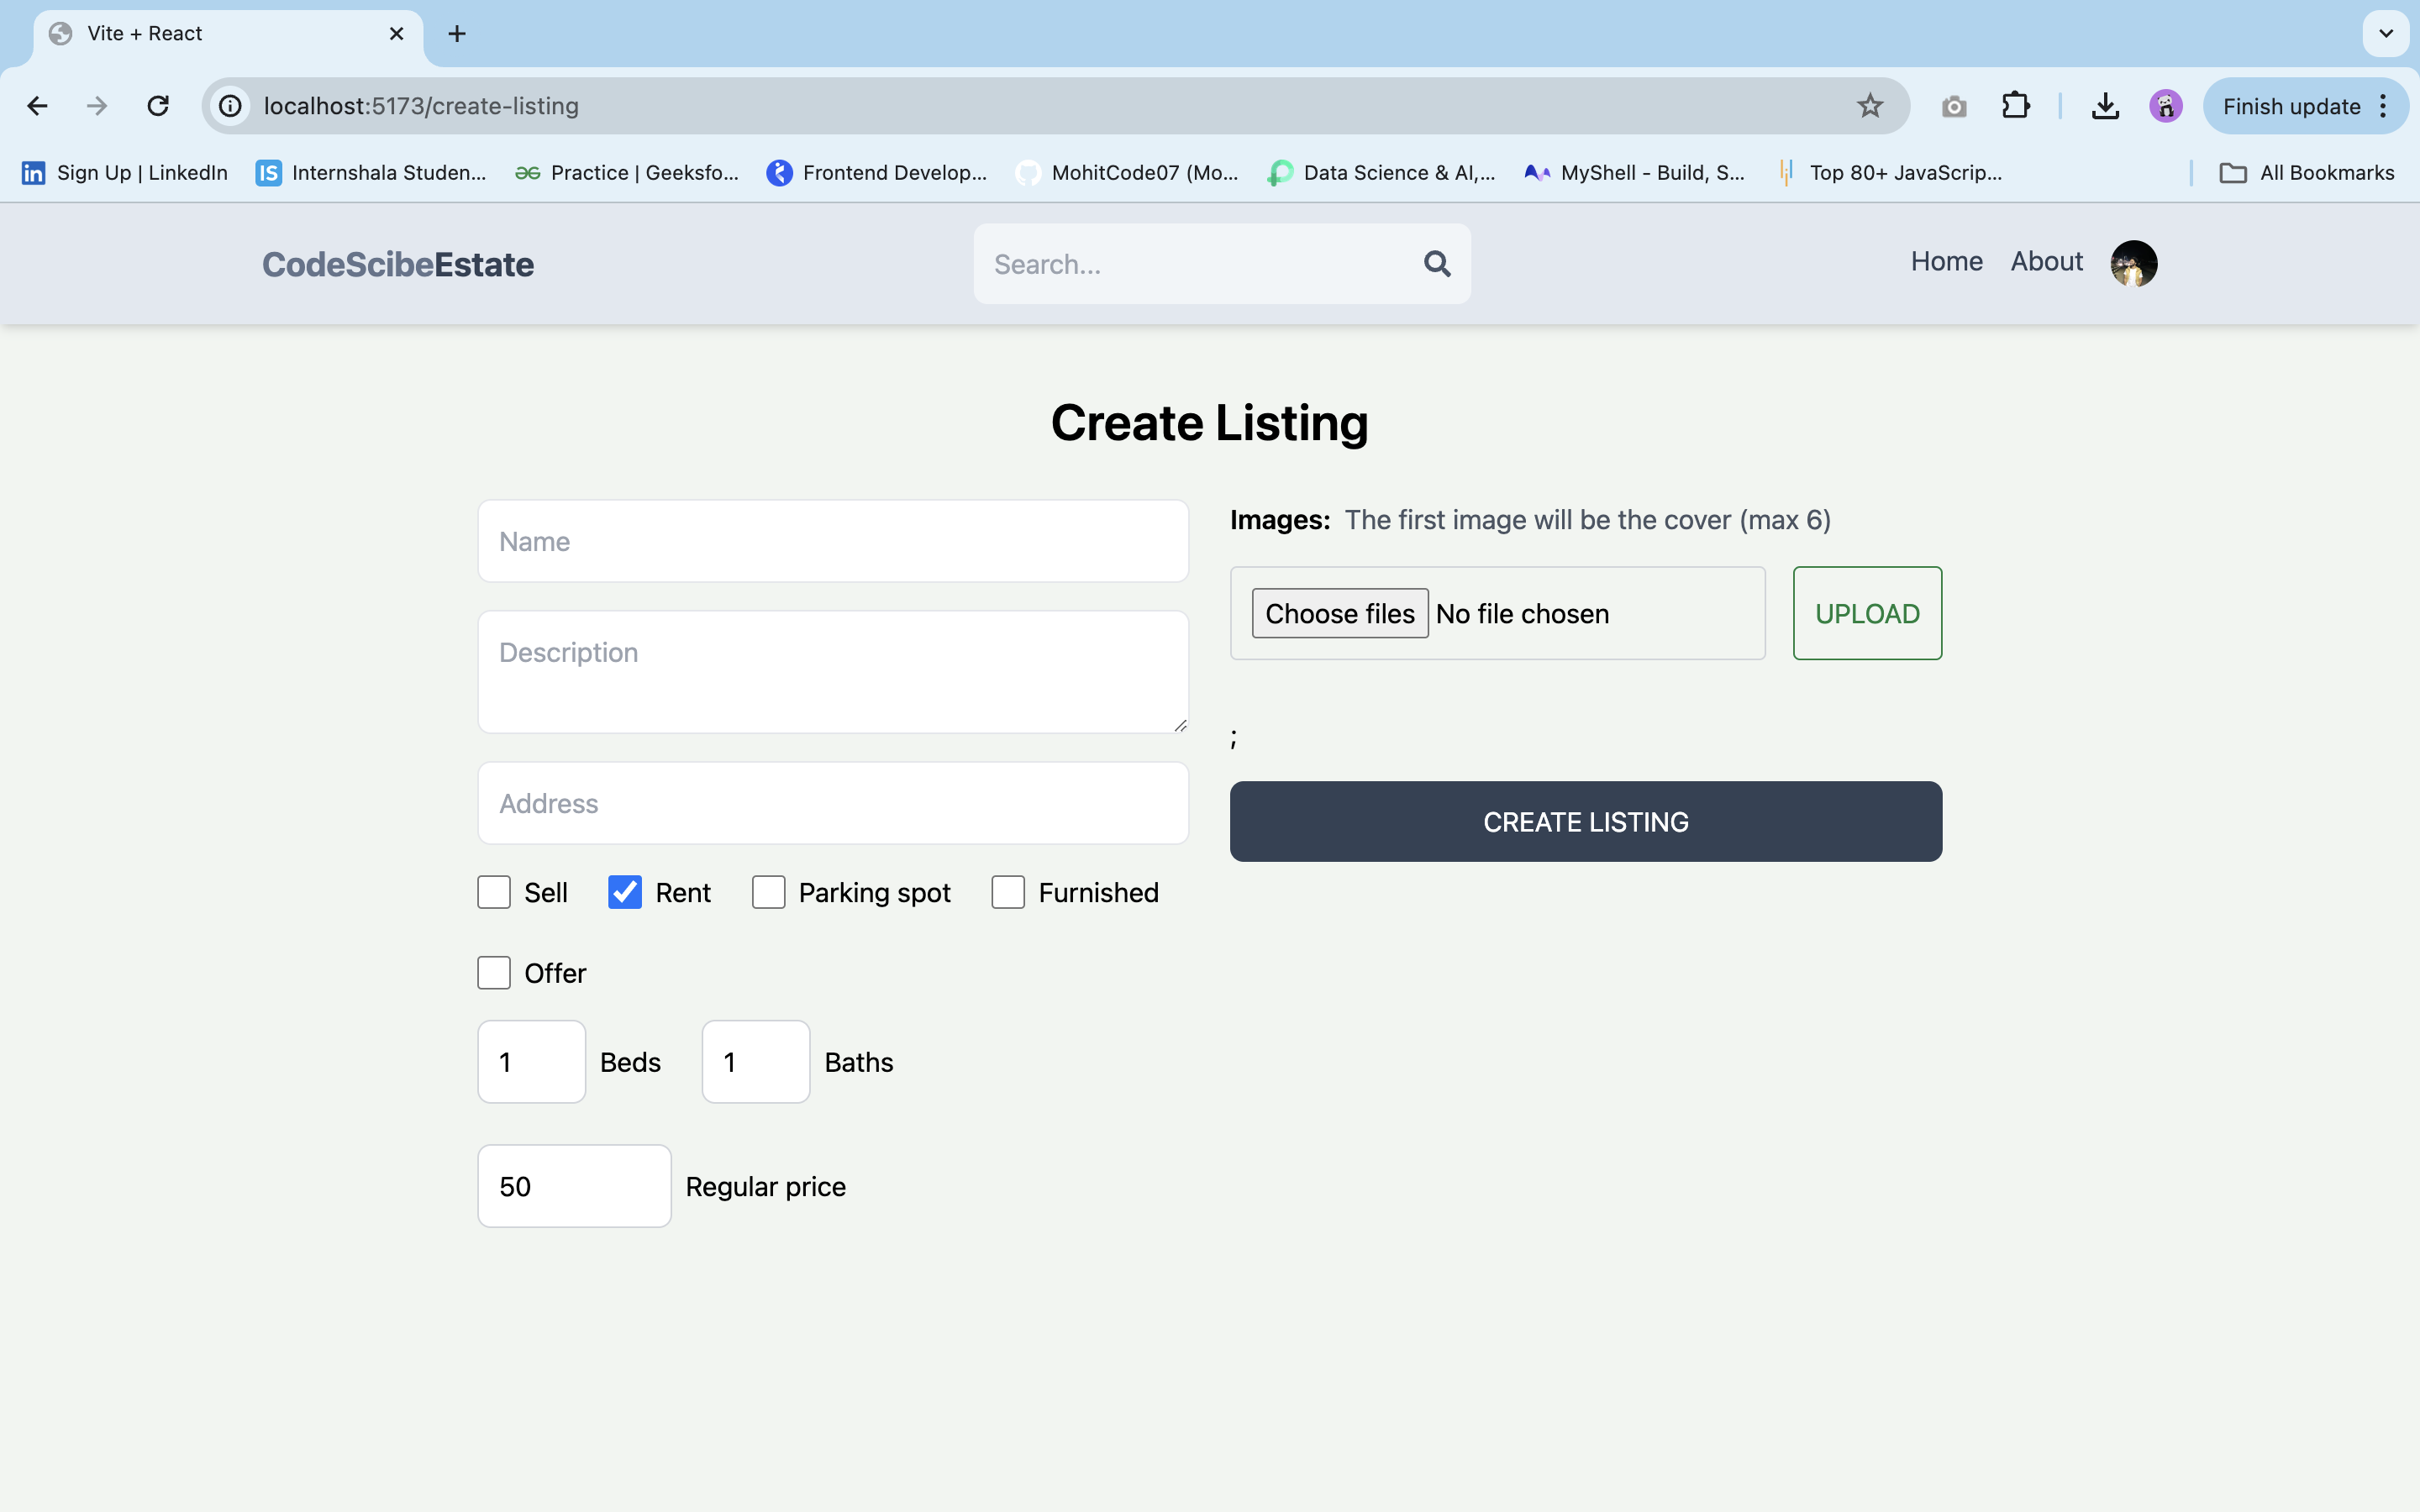 Vite + React
localhost:5173/create-listing
Finish update
Sign Up | LinkedIn
IS Internshala Studen...
Practice | Geeksfo...
Frontend Develop...
MohitCode07 (Mo...
Data Science & AI,...
MyShell - Build, S...
Top 80+ JavaScrip...
All Bookmarks
CodeScibeEstate
Search...
Home
About
Create Listing
Name
Description
Address
Sell
Rent
Parking spot
Furnished
Offer
1 Beds
1 Baths
50 Regular price
Images: The first image will be the cover (max 6)
Choose files No file chosen
UPLOAD
;
CREATE LISTING